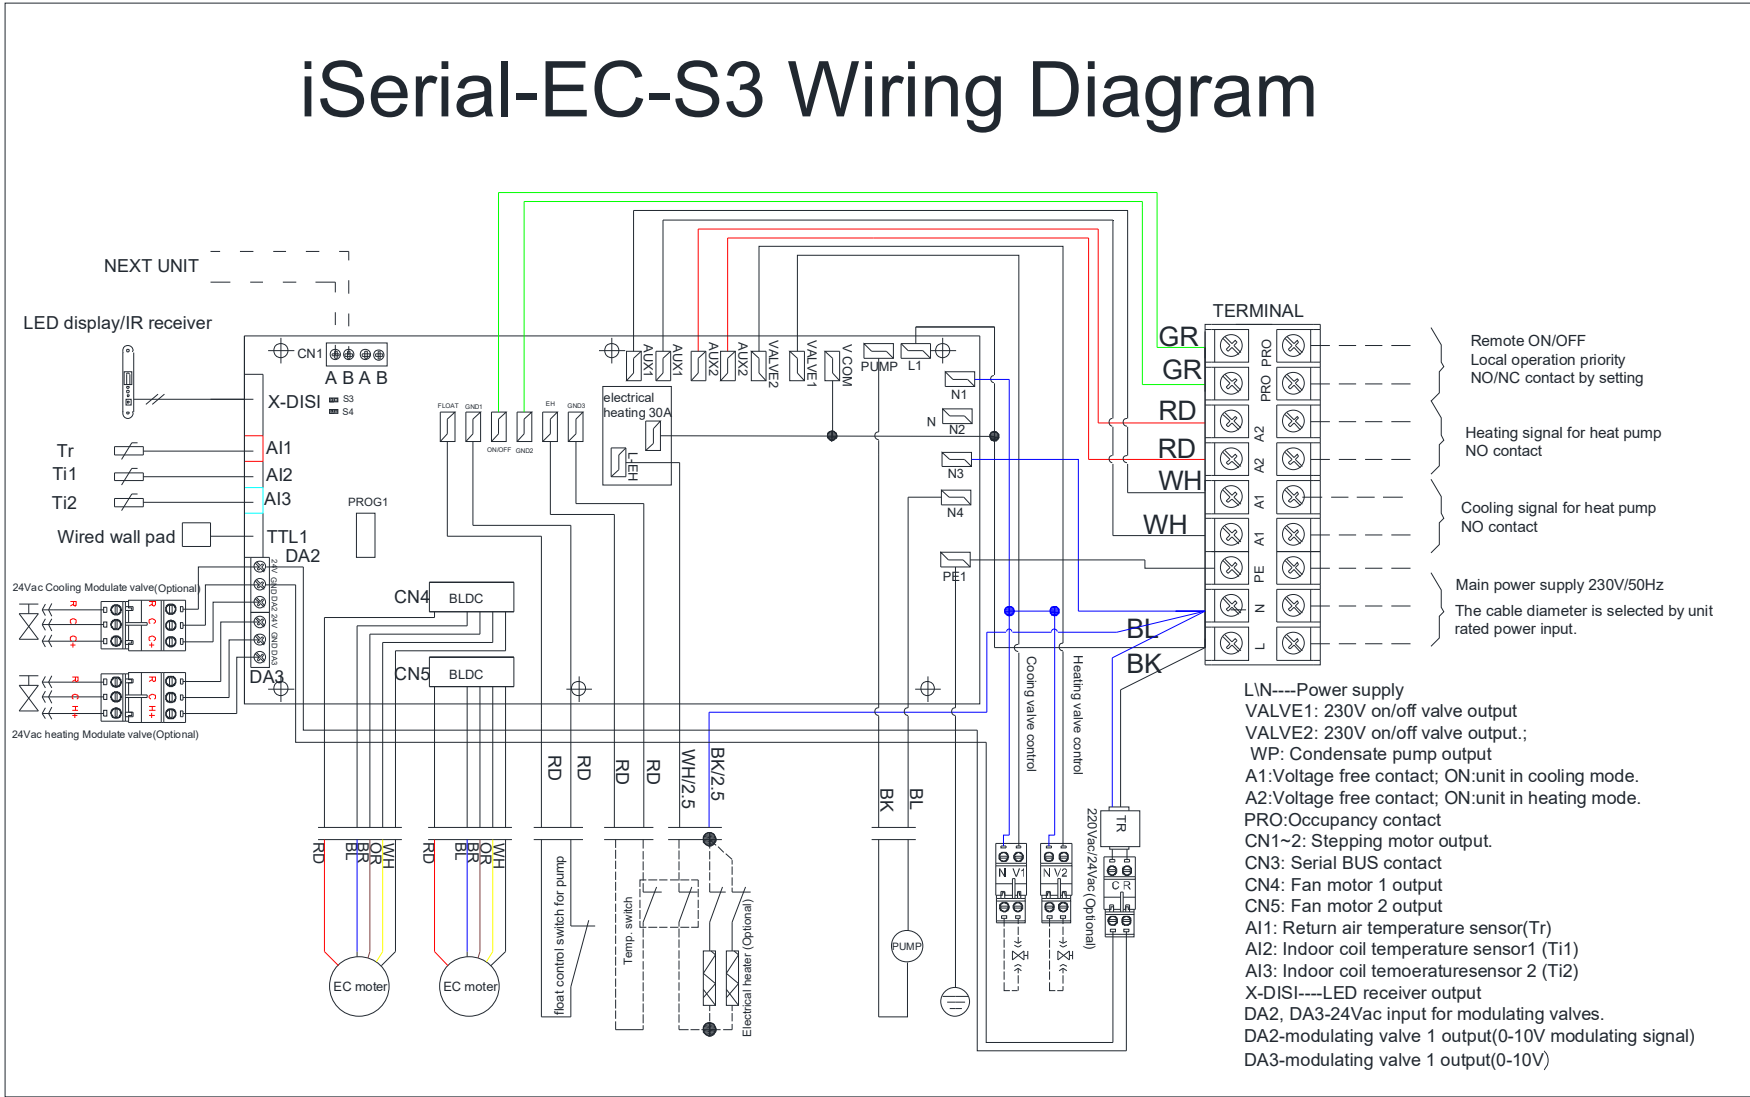 iSerial-EC-S3 Wiring Diagram
NEXT UNIT
LED display/IR receiver
CN1
A B A B
X-DISI
S3
S4
Tr
AI1
Ti1
AI2
Ti2
AI3
Wired wall pad
TTL1
DA2
PROG1
24V
GND
DA2
24V
GND
DA3
DA3
24Vac Cooling Modulate valve(Optional)
R
C
C+
R
C
C+
R
C
H+
R
C
H+
24Vac heating Modulate valve(Optional)
FLOAT
GND1
ON/OFF
GND2
EH
GND3
electrical
heating 30A
L-EH
AUX1
AUX1
AUX2
AUX2
VALVE2
VALVE1
V COM
PUMP
L1
N1
N
N2
N3
N4
PE1
CN4
BLDC
CN5
BLDC
RD
BL
BR
OR
WH
RD
BL
BR
OR
WH
EC moter
EC moter
RD
RD
RD
RD
WH/2.5
BK/2.5
float control switch for pump
Temp. switch
Electrical heater (Optional)
BK
BL
PUMP
Cooing valve control
Heating valve control
N V1
N V2
220Vac/24Vac(Optional)
TR
C R
TERMINAL
GR
GR
RD
RD
WH
WH
BL
BK
PRO
PRO
A2
A2
A1
A1
PE
N
L
Remote ON/OFF
Local operation priority
NO/NC contact by setting
Heating signal for heat pump
NO contact
Cooling signal for heat pump
NO contact
Main power supply 230V/50Hz
The cable diameter is selected by unit
rated power input.
L\N----Power supply
VALVE1: 230V on/off valve output
VALVE2: 230V on/off valve output.;
WP: Condensate pump output
A1:Voltage free contact; ON:unit in cooling mode.
A2:Voltage free contact; ON:unit in heating mode.
PRO:Occupancy contact
CN1~2: Stepping motor output.
CN3: Serial BUS contact
CN4: Fan motor 1 output
CN5: Fan motor 2 output
AI1: Return air temperature sensor(Tr)
AI2: Indoor coil temperature sensor1 (Ti1)
AI3: Indoor coil temoeraturesensor 2 (Ti2)
X-DISI----LED receiver output
DA2, DA3-24Vac input for modulating valves.
DA2-modulating valve 1 output(0-10V modulating signal)
DA3-modulating valve 1 output(0-10V)